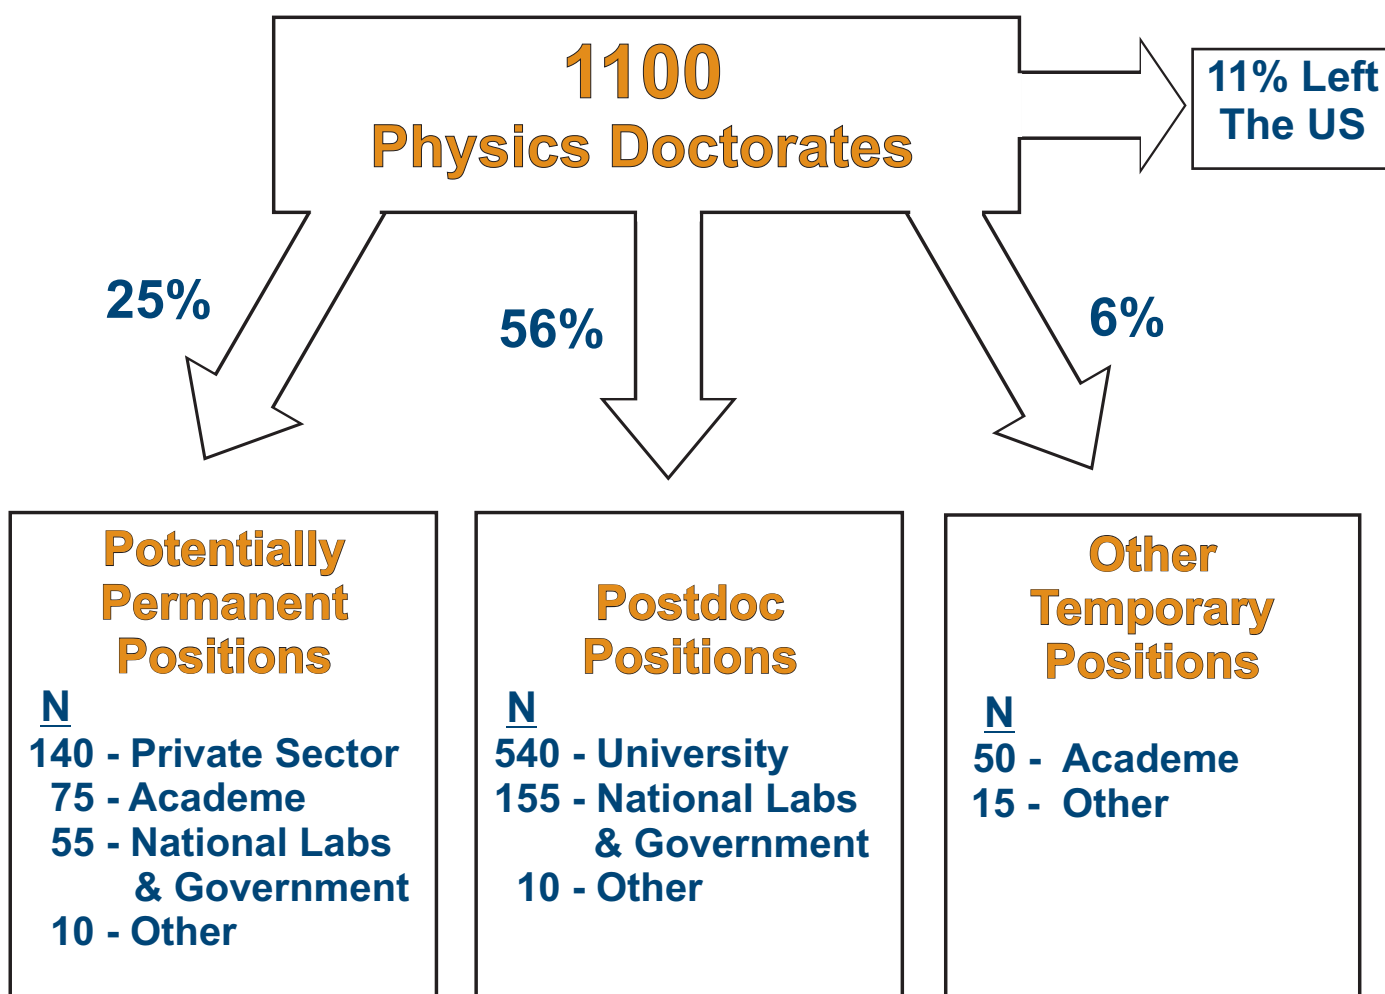 1100
Physics Doctorates
11% Left
The US
25%
56%
6%
Potentially
Permanent
Positions
N
140 - Private Sector
75 - Academe
55 - National Labs
& Government
10 - Other
Postdoc
Positions
N
540 - University
155 - National Labs
& Government
10 - Other
Other
Temporary
Positions
N
50 - Academe
15 - Other